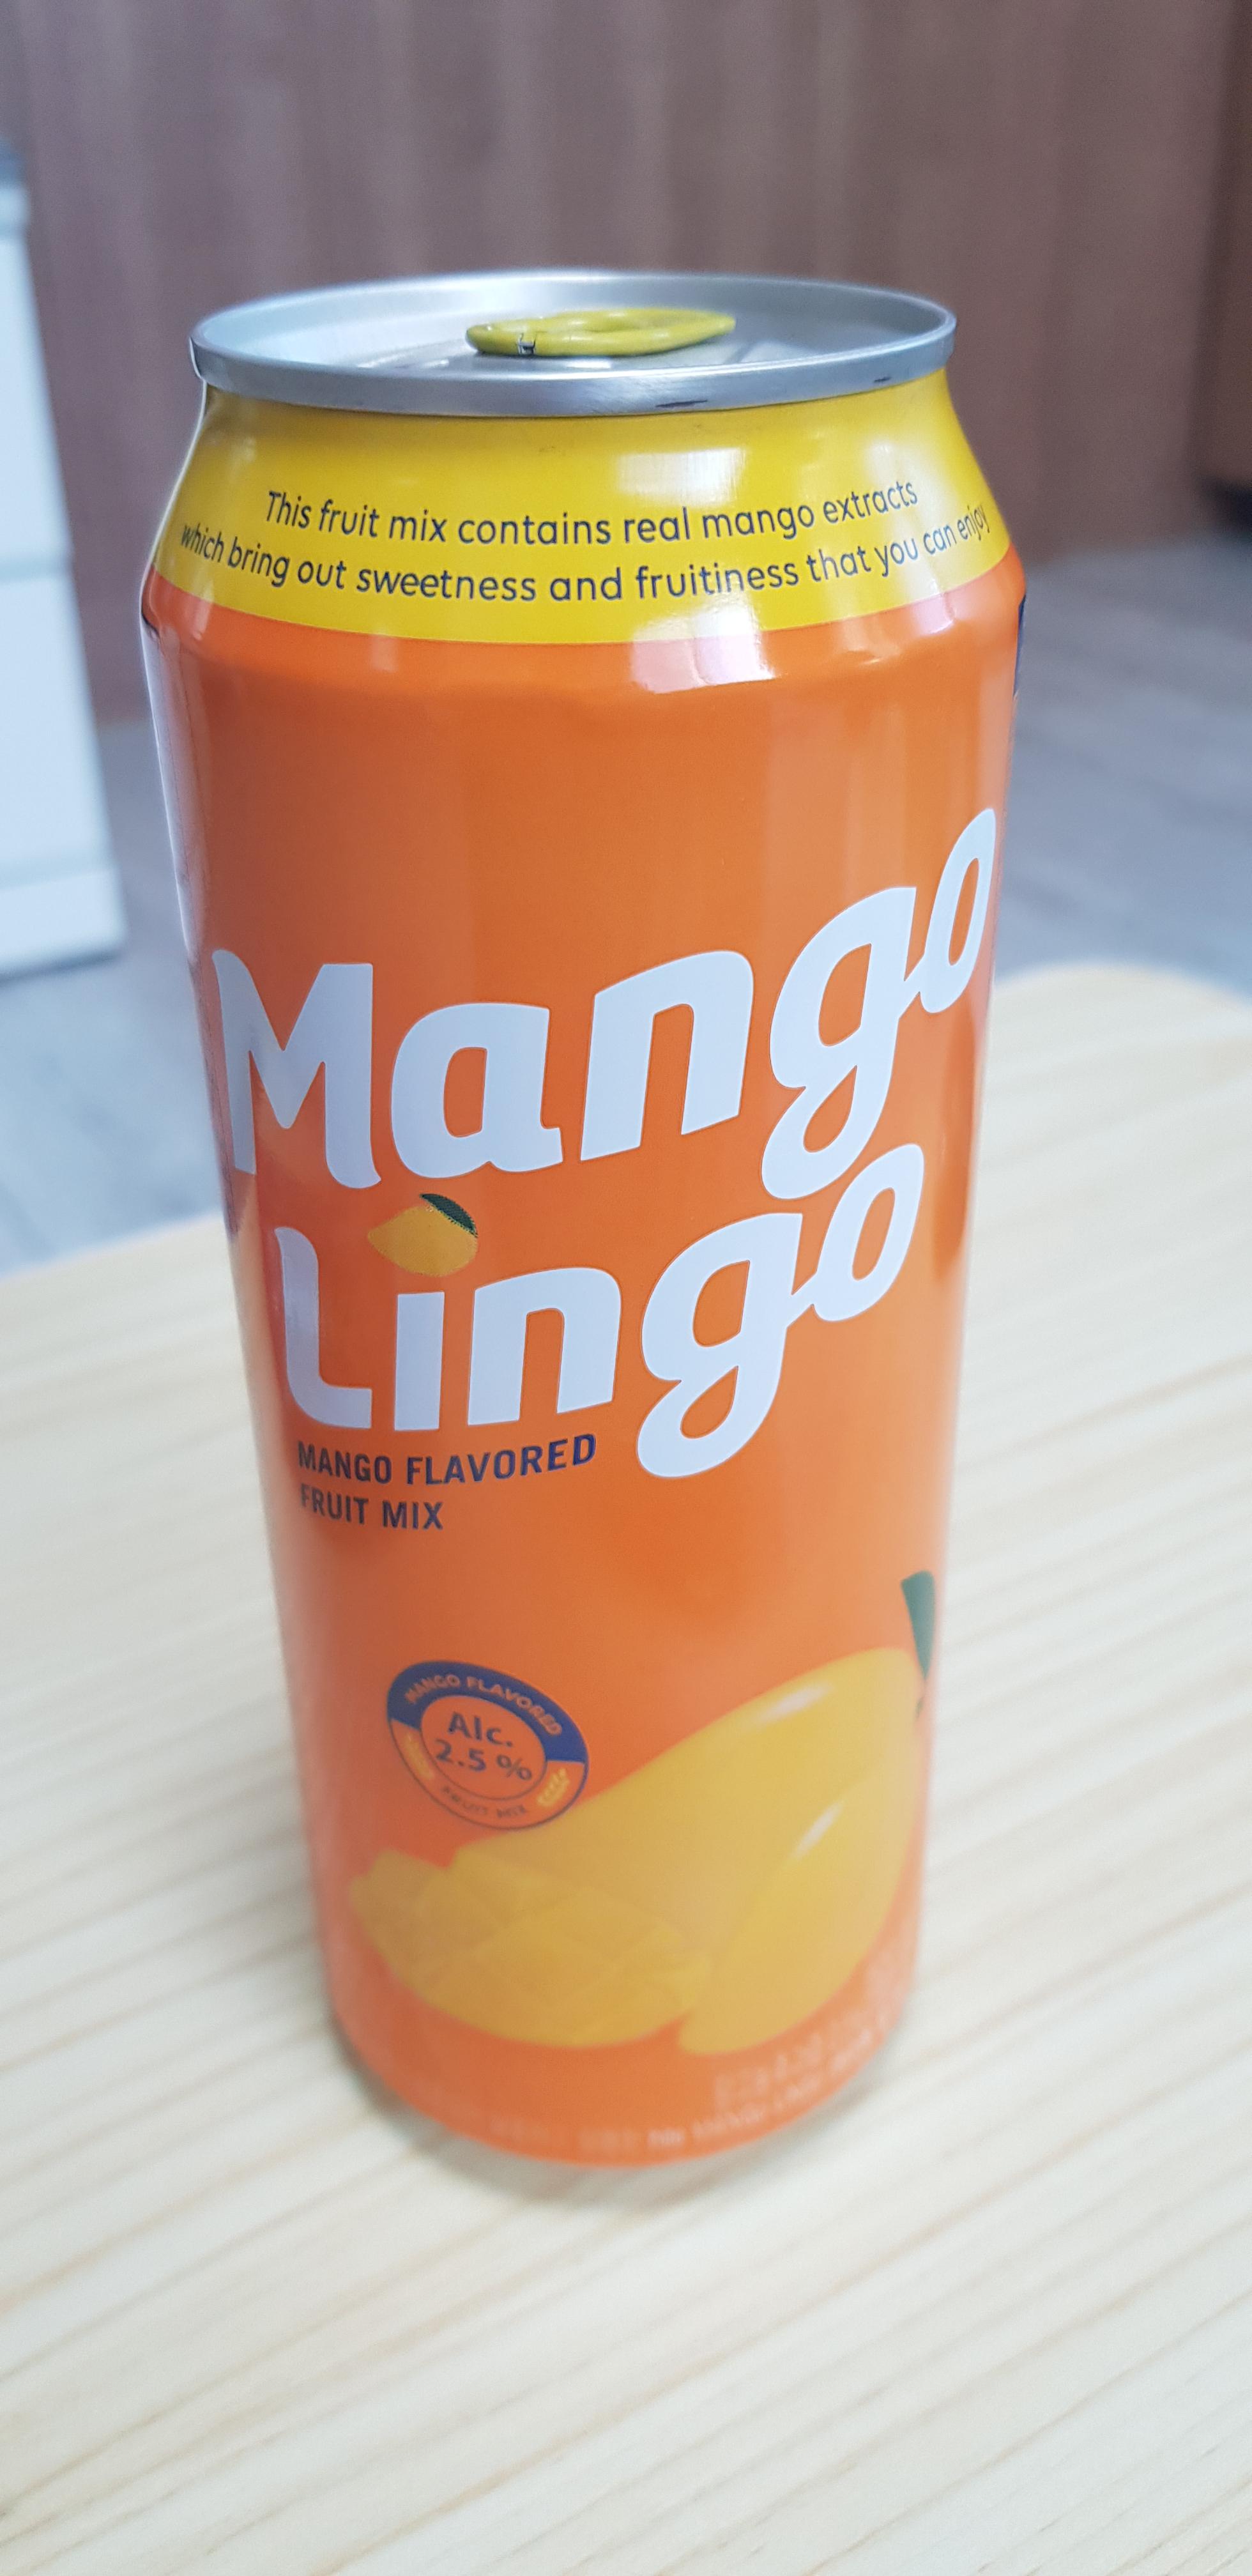 This fruit mix contains real mango extracts
which bring out sweetness and fruitiness that you can enjoy
Mango
Lingo
MANGO FLAVORED
FRUIT MIX
MANGO FLAVORED
Alc.
2.5 %
FRUIT MIX